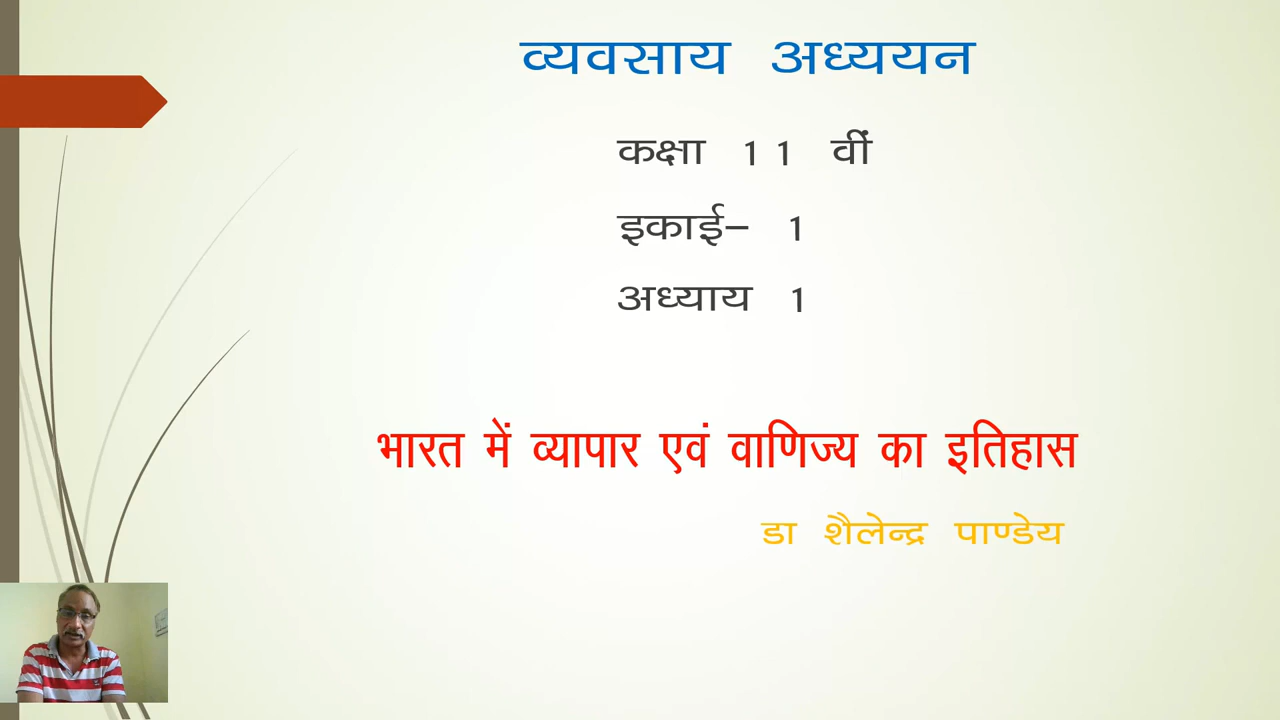 व्यवसाय अध्ययन
कक्षा 11 वीं
इकाई- 1
अध्याय 1
भारत में व्यापार एवं वाणिज्य का इतिहास
डा शैलेन्द्र पाण्डेय